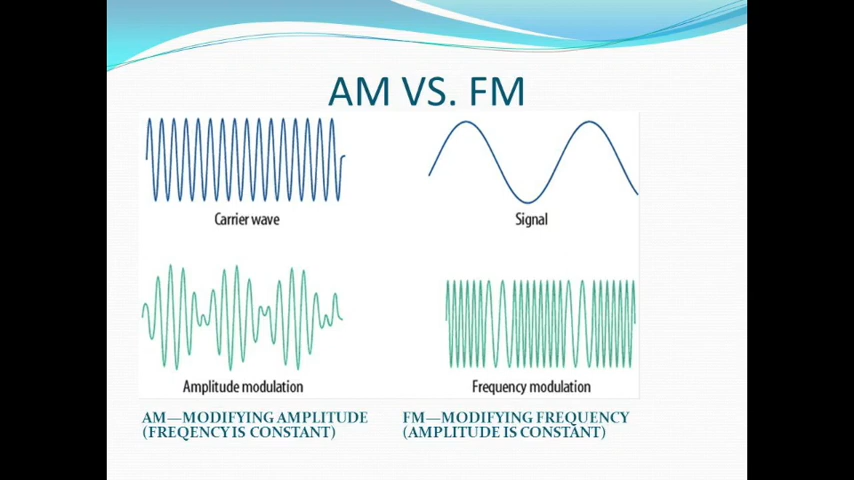 AM VS. FM
Carrier wave
Signal
Amplitude modulation
Frequency modulation
AM—MODIFYING AMPLITUDE
(FREQENCY IS CONSTANT)
FM—MODIFYING FREQUENCY
(AMPLITUDE IS CONSTANT)